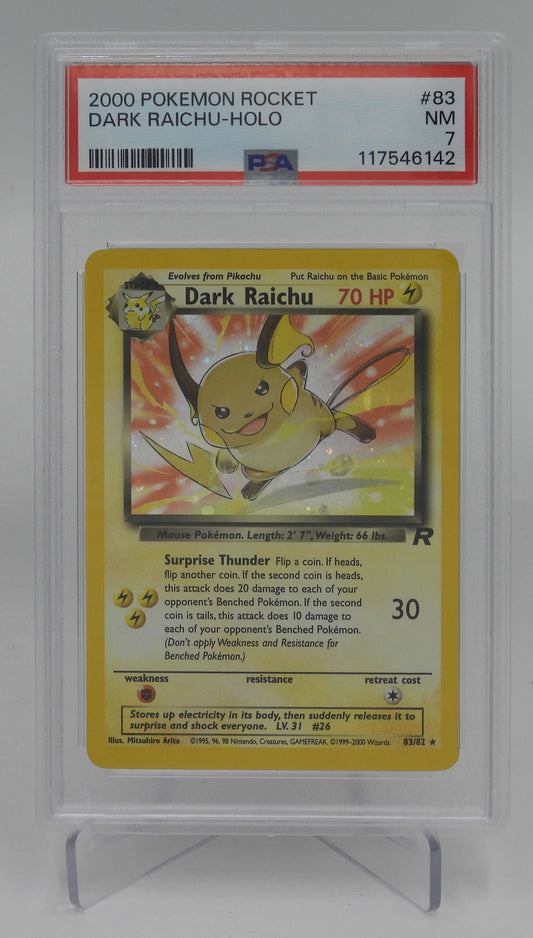 2000 POKEMON ROCKET #83
DARK RAICHU-HOLO NM
7
PSA 117546142
Evolves from Pikachu Put Raichu on the Basic Pokémon
STAGE 1
Dark Raichu 70 HP
Mouse Pokémon. Length: 2' 7", Weight: 66 lbs.
R
Surprise Thunder Flip a coin. If heads,
flip another coin. If the second coin is heads,
this attack does 20 damage to each of your
opponent's Benched Pokémon. If the second
coin is tails, this attack does 10 damage to
each of your opponent's Benched Pokémon.
(Don't apply Weakness and Resistance for
Benched Pokémon.)
30
weakness resistance retreat cost
Stores up electricity in its body, then suddenly releases it to
surprise and shock everyone. LV. 31 #26
Illus. Mitsuhiro Arita ©1995, 96, 98 Nintendo, Creatures, GAMEFREAK. ©1999-2000 Wizards. 83/82 ★